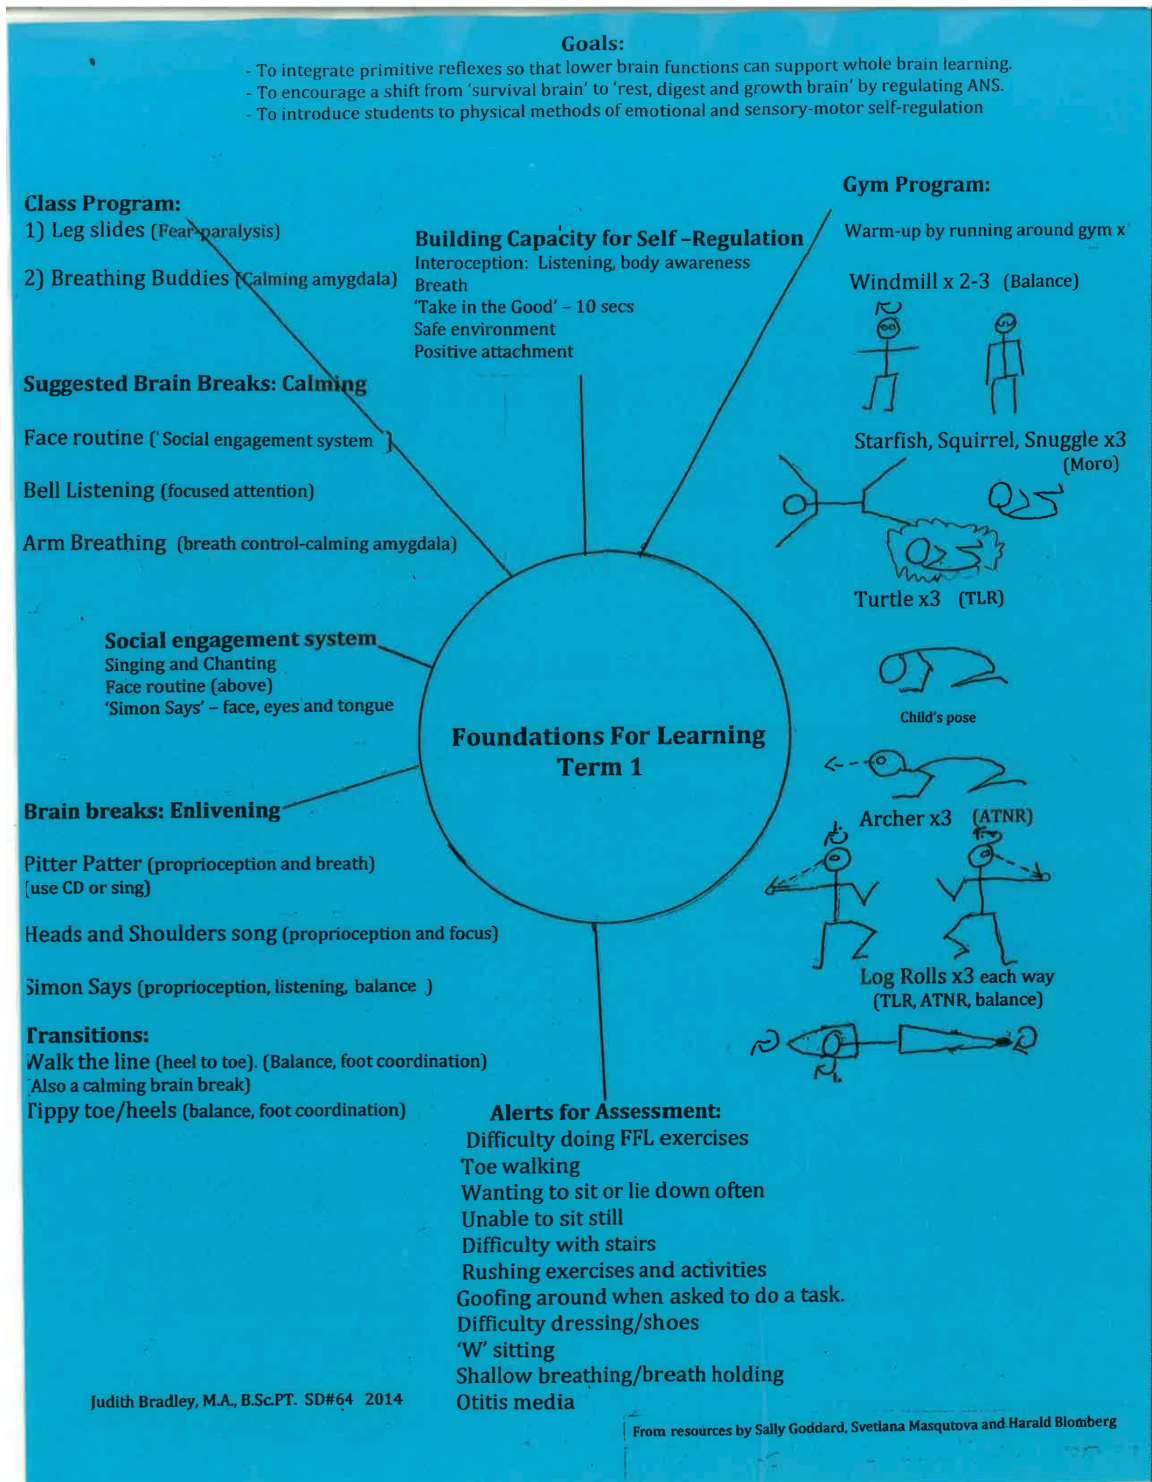 Goals:
- To integrate primitive reflexes so that lower brain functions can support whole brain learning.
- To encourage a shift from ‘survival brain’ to ‘rest, digest and growth brain’ by regulating ANS.
- To introduce students to physical methods of emotional and sensory-motor self-regulation
Class Program:
1) Leg slides (Fear-paralysis)
2) Breathing Buddies (Calming amygdala)
Suggested Brain Breaks: Calming
Face routine (‘Social engagement system )
Bell Listening (focused attention)
Arm Breathing (breath control-calming amygdala)
Building Capacity for Self –Regulation
Interoception: Listening, body awareness
Breath
‘Take in the Good’ – 10 secs
Safe environment
Positive attachment
Gym Program:
Warm-up by running around gym x
Windmill x 2-3 (Balance)
Starfish, Squirrel, Snuggle x3
(Moro)
Turtle x3 (TLR)
Child's pose
Archer x3 (ATNR)
Log Rolls x3 each way
(TLR, ATNR, balance)
Social engagement system
Singing and Chanting
Face routine (above)
‘Simon Says’ – face, eyes and tongue
Foundations For Learning
Term 1
Brain breaks: Enlivening
Pitter Patter (proprioception and breath)
(use CD or sing)
Heads and Shoulders song (proprioception and focus)
Simon Says (proprioception, listening, balance )
Transitions:
Walk the line (heel to toe). (Balance, foot coordination)
(Also a calming brain break)
Tippy toe/heels (balance, foot coordination)
Alerts for Assessment:
Difficulty doing FFL exercises
Toe walking
Wanting to sit or lie down often
Unable to sit still
Difficulty with stairs
Rushing exercises and activities
Goofing around when asked to do a task.
Difficulty dressing/shoes
‘W’ sitting
Shallow breathing/breath holding
Otitis media
Judith Bradley, M.A., B.Sc.PT. SD#64 2014
From resources by Sally Goddard, Svetlana Masqutova and Harald Blomberg